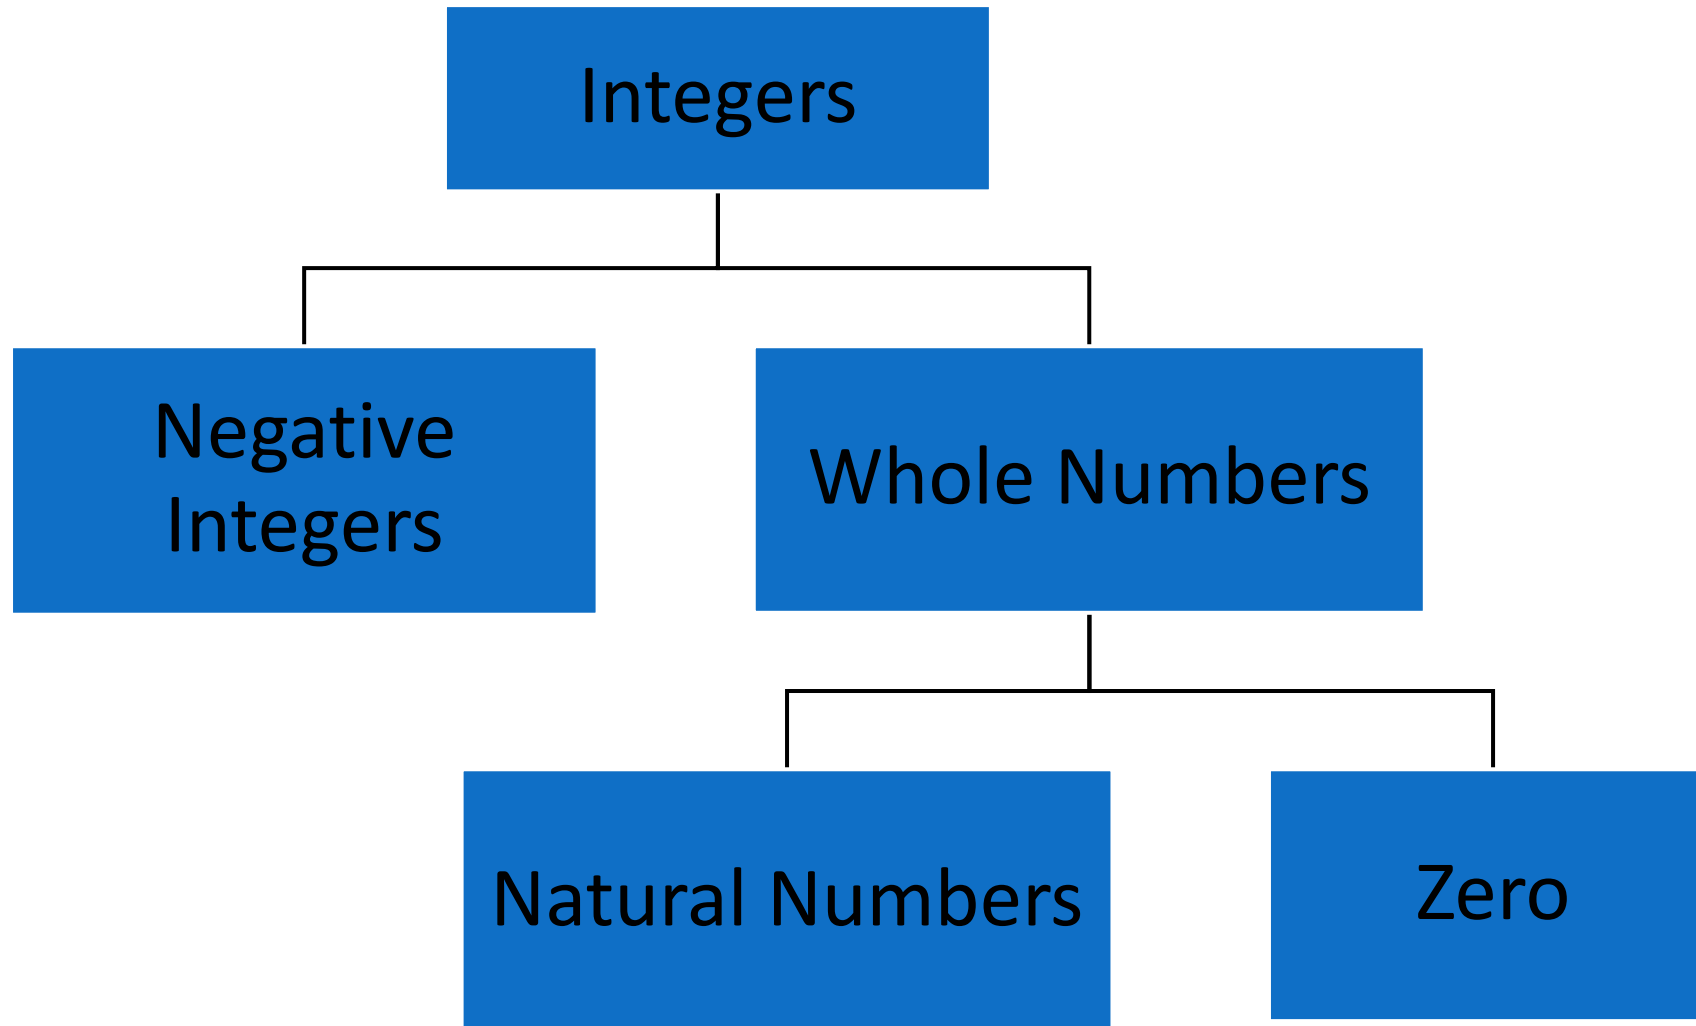 Integers
Negative
Integers
Whole Numbers
Natural Numbers
Zero